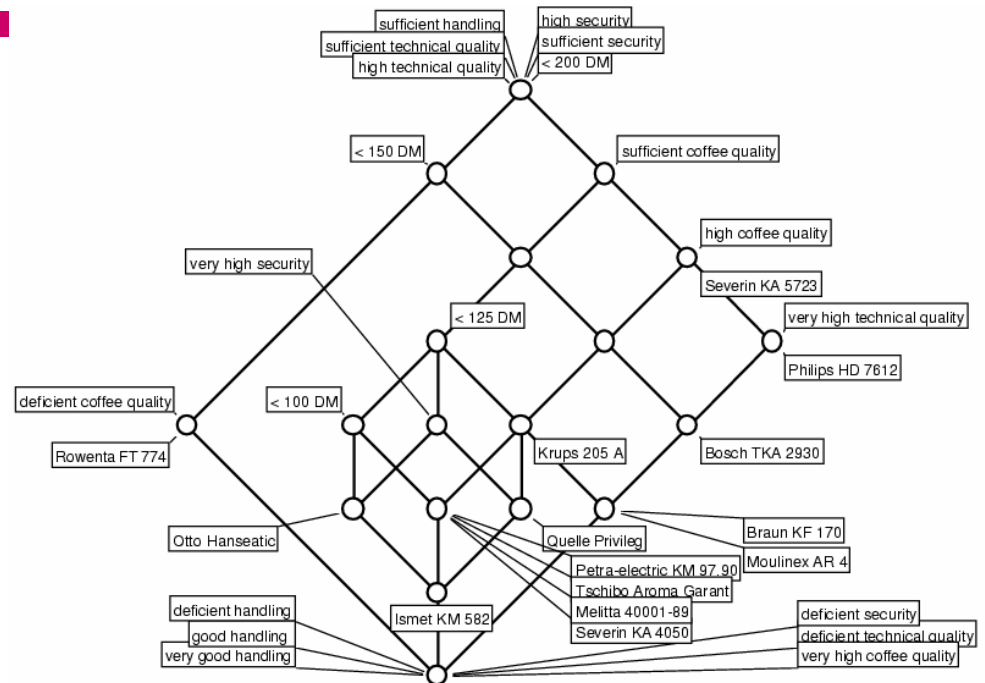 sufficient handling
high security
sufficient technical quality
sufficient security
high technical quality
< 200 DM
< 150 DM
sufficient coffee quality
high coffee quality
very high security
Severin KA 5723
< 125 DM
very high technical quality
Philips HD 7612
deficient coffee quality
< 100 DM
Rowenta FT 774
Krups 205 A
Bosch TKA 2930
Otto Hanseatic
Quelle Privileg
Braun KF 170
Moulinex AR 4
Petra-electric KM 97.90
Tschibo Aroma Garant
Melitta 40001-89
Severin KA 4050
Ismet KM 582
deficient handling
good handling
very good handling
deficient security
deficient technical quality
very high coffee quality